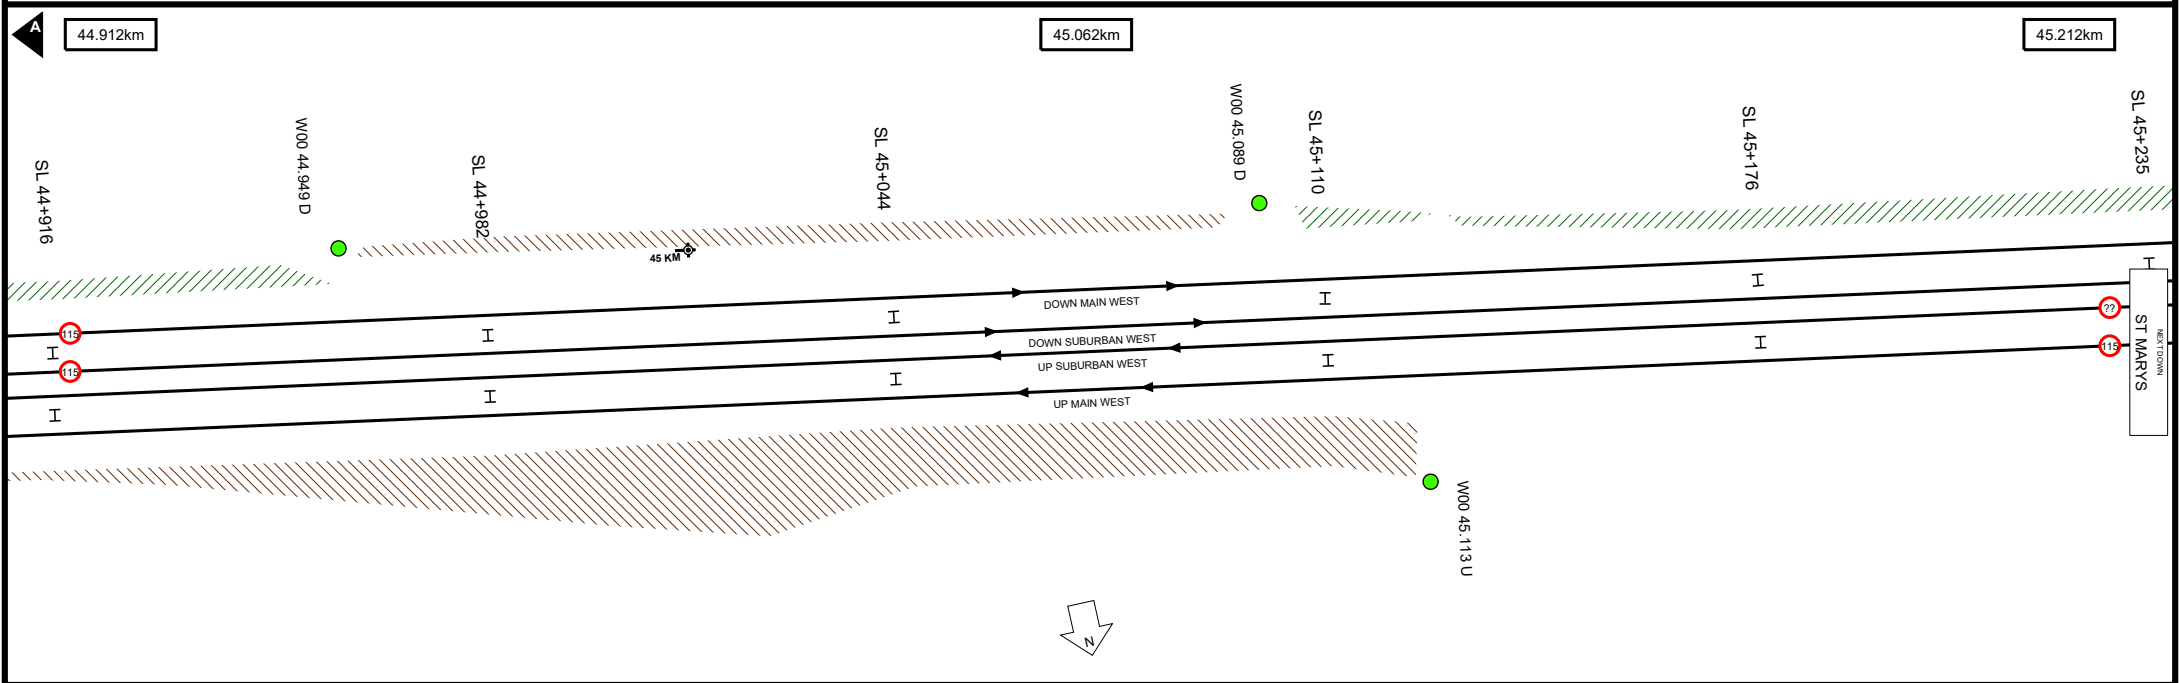 A
44.912km
45.062km
45.212km
SL 44+916
W00 44.949 D
SL 44+982
SL 45+044
W00 45.089 D
SL 45+110
SL 45+176
SL 45+235
45 KM
115
115
DOWN MAIN WEST
DOWN SUBURBAN WEST
UP SUBURBAN WEST
UP MAIN WEST
??
115
ST MARYS
NEXT DOWN
W00 45.113 U
N